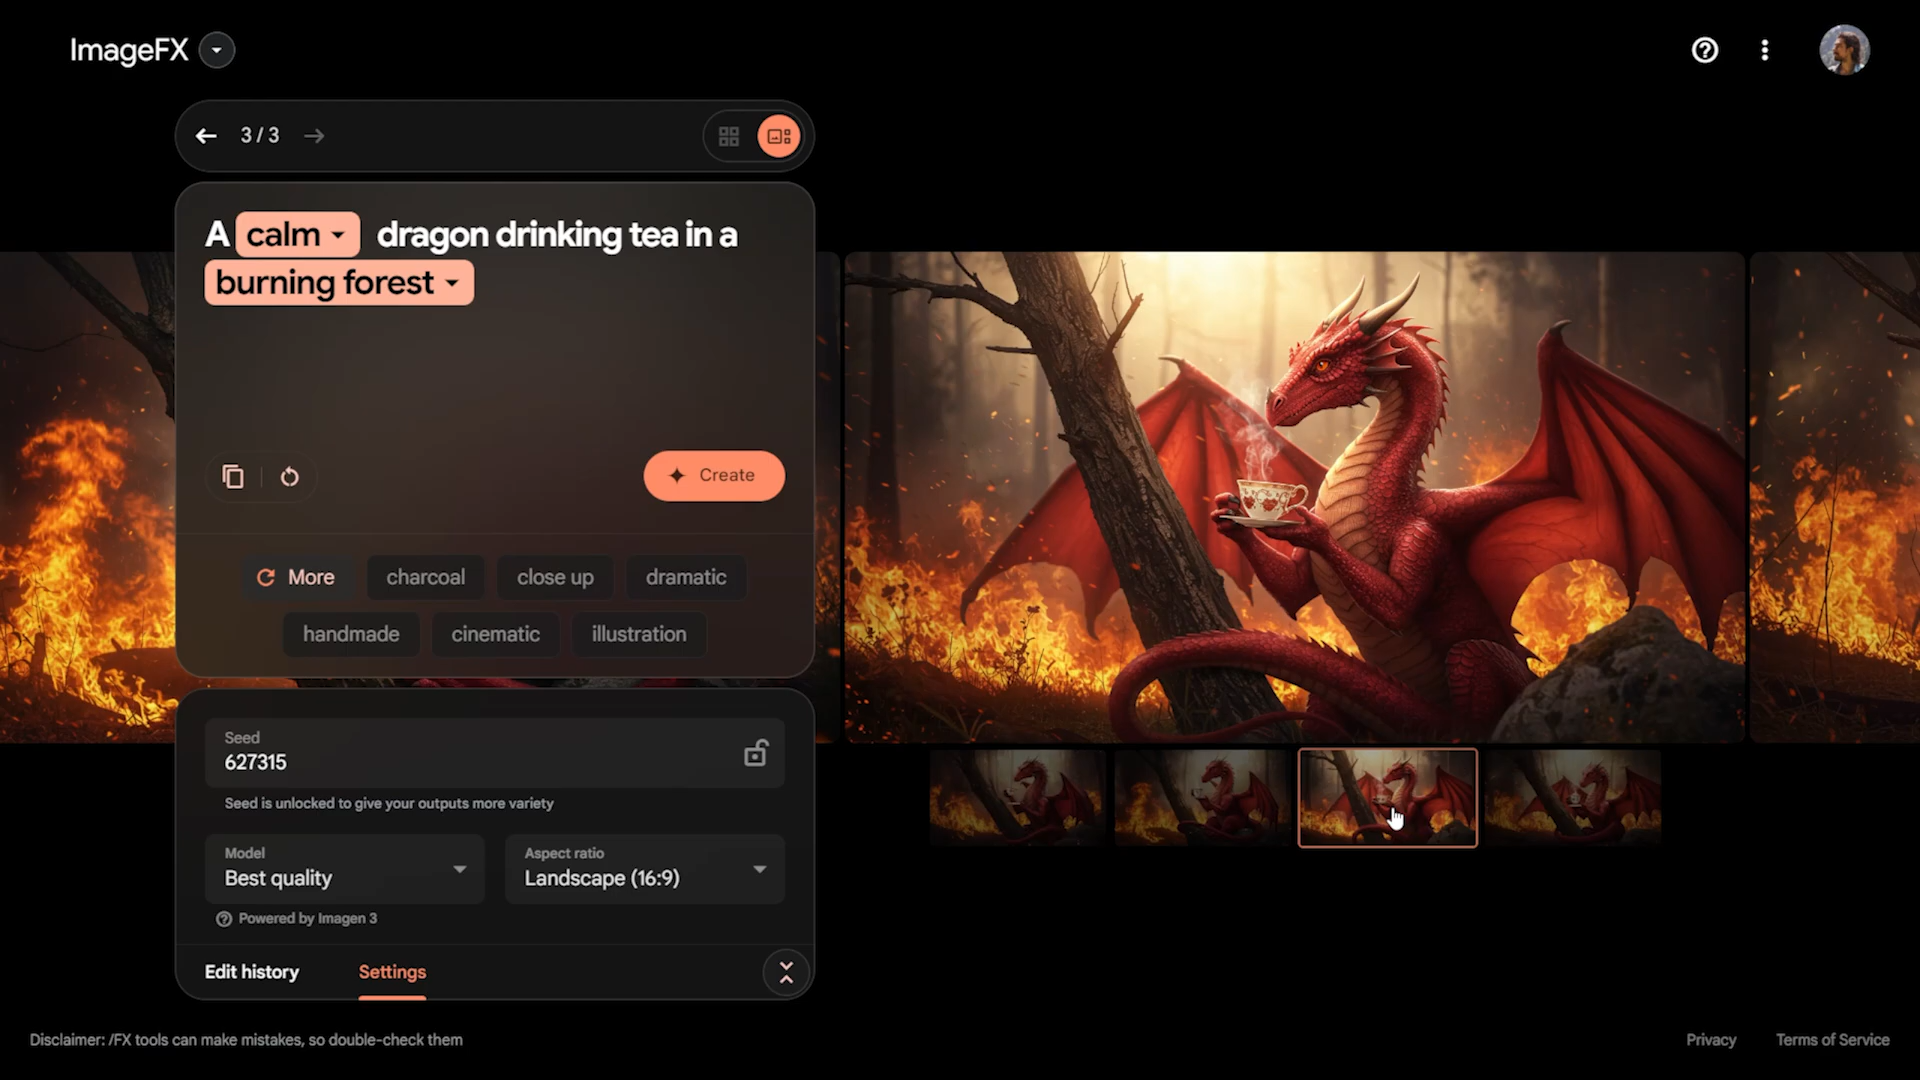 ImageFX
3 / 3
A calm dragon drinking tea in a
burning forest
Create
More
charcoal
close up
dramatic
handmade
cinematic
illustration
Seed
627315
Seed is unlocked to give your outputs more variety
Model
Best quality
Aspect ratio
Landscape (16:9)
Powered by Imagen 3
Edit history
Settings
Disclaimer: /FX tools can make mistakes, so double-check them
Privacy
Terms of Service